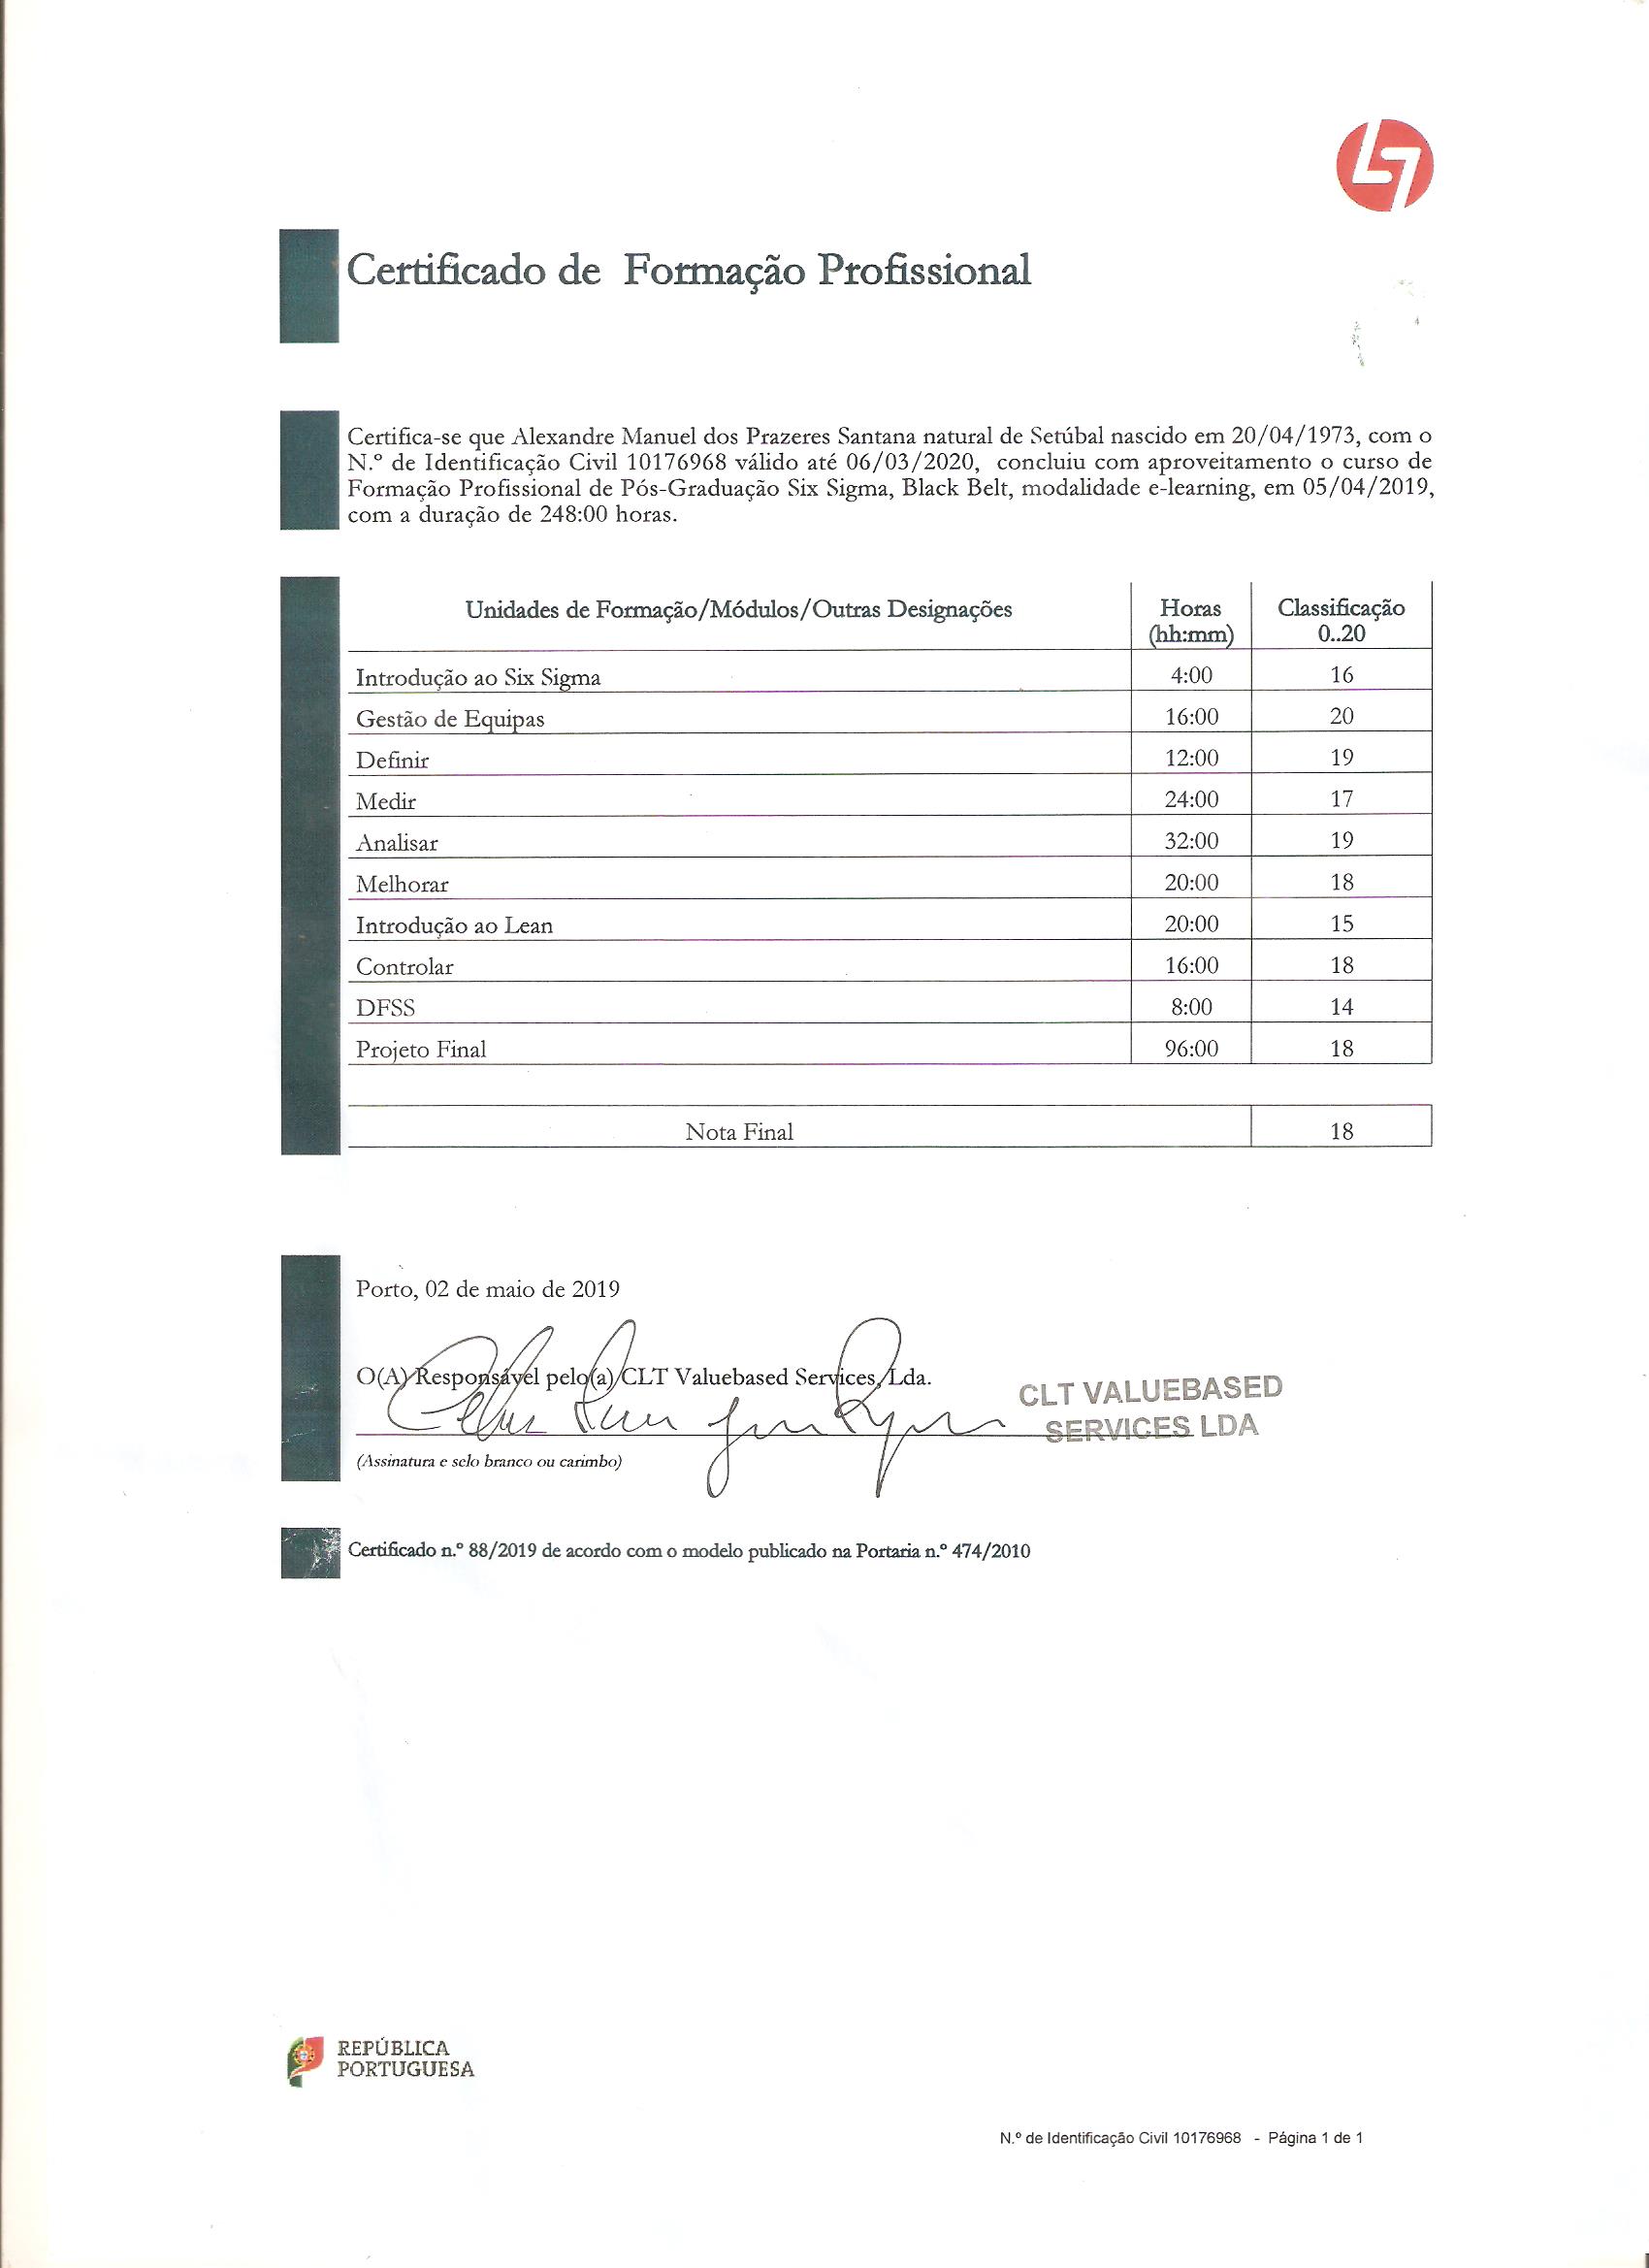 Certificado de Formação Profissional
Certifica-se que Alexandre Manuel dos Prazeres Santana natural de Setúbal nascido em 20/04/1973, com o
N.º de Identificação Civil 10176968 válido até 06/03/2020, concluiu com aproveitamento o curso de
Formação Profissional de Pós-Graduação Six Sigma, Black Belt, modalidade e-learning, em 05/04/2019,
com a duração de 248:00 horas.
Unidades de Formação/Módulos/Outras Designações Horas Classificação
(hh:mm) 0..20
Introdução ao Six Sigma 4:00 16
Gestão de Equipas 16:00 20
Definir 12:00 19
Medir 24:00 17
Analisar 32:00 19
Melhorar 20:00 18
Introdução ao Lean 20:00 15
Controlar 16:00 18
DFSS 8:00 14
Projeto Final 96:00 18
Nota Final 18
Porto, 02 de maio de 2019
O(A) Responsável pelo(a) CLT Valuebased Services, Lda.
CLT VALUEBASED
SERVICES LDA
(Assinatura e selo branco ou carimbo)
Certificado n.º 88/2019 de acordo com o modelo publicado na Portaria n.º 474/2010
REPÚBLICA
PORTUGUESA
N.º de Identificação Civil 10176968 - Página 1 de 1